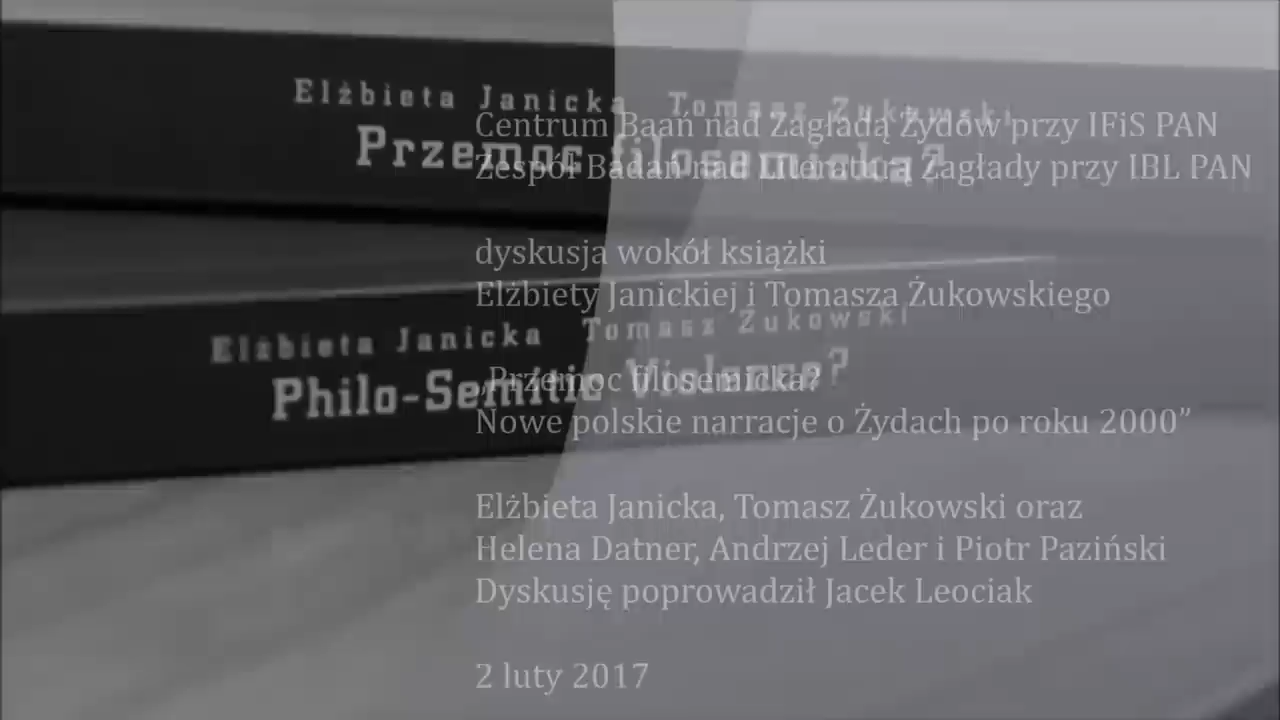 Elżbieta Janicka Tomasz Żukowski
Przemoc filosemicka?
Elżbieta Janicka Tomasz Żukowski
Philo-Semitic Violence?
Centrum Baań nad Zagładą Żydów przy IFiS PAN
Zespół Badań nad Literaturą Zagłady przy IBL PAN
dyskusja wokół książki
Elżbiety Janickiej i Tomasza Żukowskiego
„Przemoc filosemicka?
Nowe polskie narracje o Żydach po roku 2000”
Elżbieta Janicka, Tomasz Żukowski oraz
Helena Datner, Andrzej Leder i Piotr Paziński
Dyskusję poprowadził Jacek Leociak
2 luty 2017